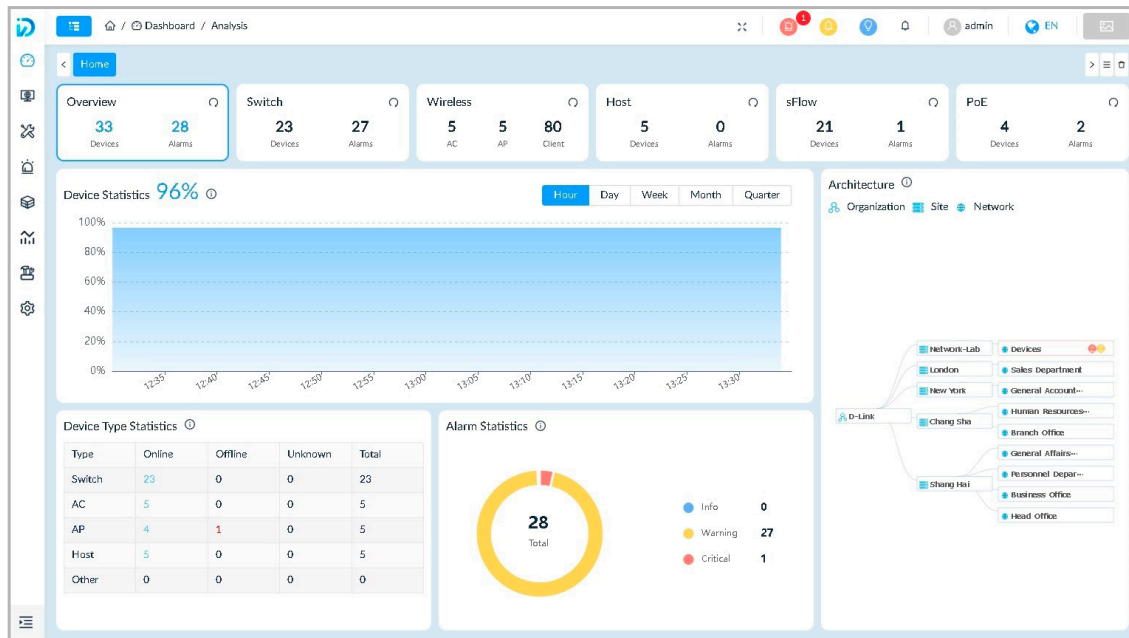 / Dashboard / Analysis
1
admin
EN
Home
Overview
33 28
Devices Alarms
Switch
23 27
Devices Alarms
Wireless
5 5 80
AC AP Client
Host
5 0
Devices Alarms
sFlow
21 1
Devices Alarms
PoE
4 2
Devices Alarms
Device Statistics 96%
Hour Day Week Month Quarter
100%
80%
60%
40%
20%
0%
12:35' 12:40' 12:45' 12:50' 12:55' 13:00' 13:05' 13:10' 13:15' 13:20' 13:25' 13:30'
Architecture
Organization Site Network
D-Link
Network-Lab
London
New York
Chang Sha
Shang Hai
Devices
Sales Department
General Account···
Human Resources···
Branch Office
General Affairs···
Personnel Depar···
Business Office
Head Office
Device Type Statistics
Type Online Offline Unknown Total
Switch 23 0 0 23
AC 5 0 0 5
AP 4 1 0 5
Host 5 0 0 5
Other 0 0 0 0
Alarm Statistics
28
Total
Info 0
Warning 27
Critical 1